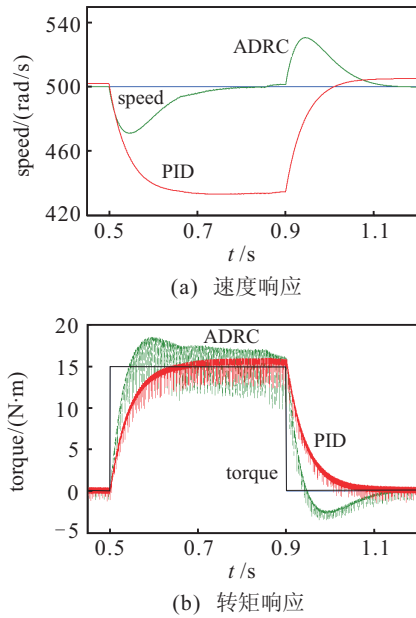 540
500
460
420
speed/(rad/s)
ADRC
speed
PID
0.5
0.7
0.9
1.1
t/s
(a) 速度响应
20
15
10
5
0
−5
torque/(N·m)
ADRC
PID
torque
0.5
0.7
0.9
1.1
t/s
(b) 转矩响应